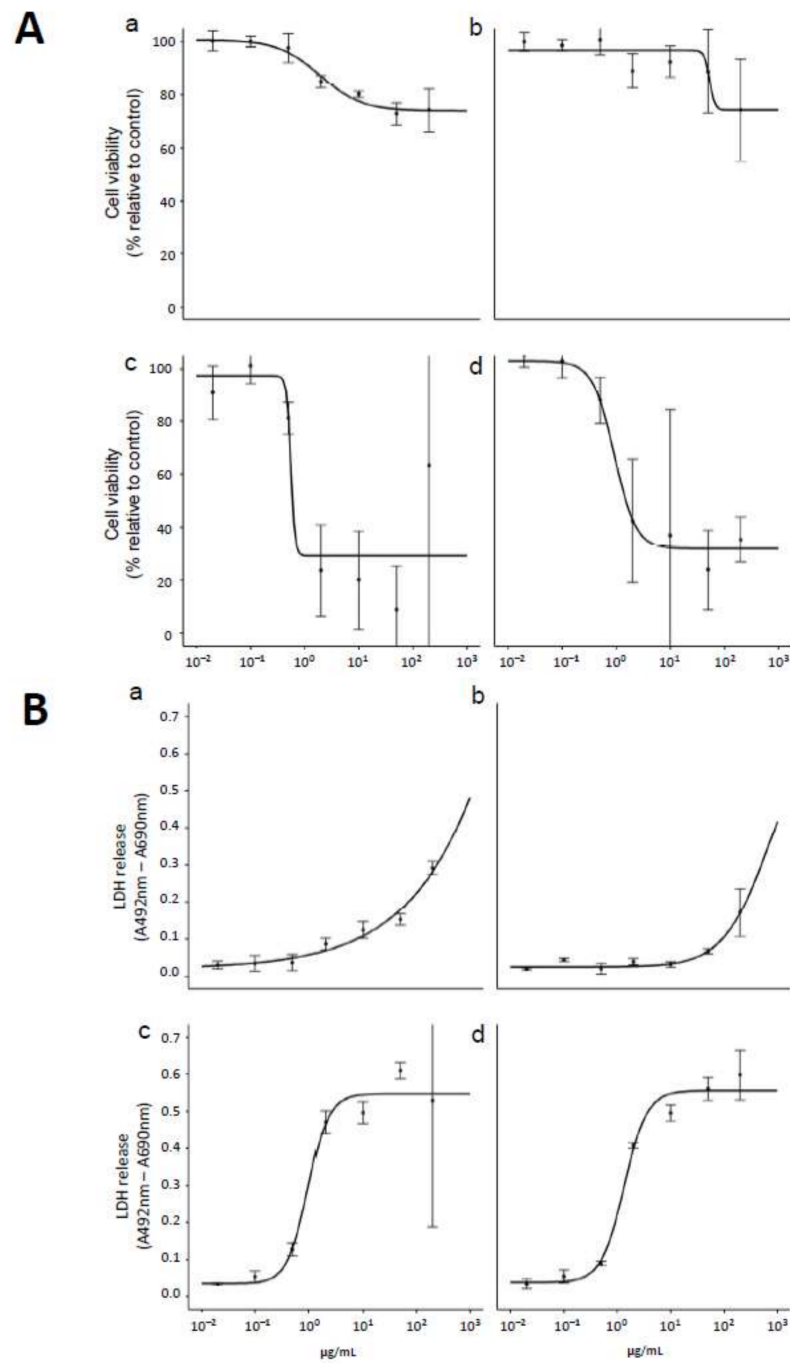 A
a
b
100
80
60
40
20
0
Cell viability
(% relative to control)
c
d
100
80
60
40
20
0
Cell viability
(% relative to control)
10⁻² 10⁻¹ 10⁰ 10¹ 10² 10³
10⁻² 10⁻¹ 10⁰ 10¹ 10² 10³
B
a
b
0.7
0.6
0.5
0.4
0.3
0.2
0.1
0.0
LDH release
(A492nm – A690nm)
c
d
0.7
0.6
0.5
0.4
0.3
0.2
0.1
0.0
LDH release
(A492nm – A690nm)
10⁻² 10⁻¹ 10⁰ 10¹ 10² 10³
10⁻² 10⁻¹ 10⁰ 10¹ 10² 10³
µg/mL
µg/mL